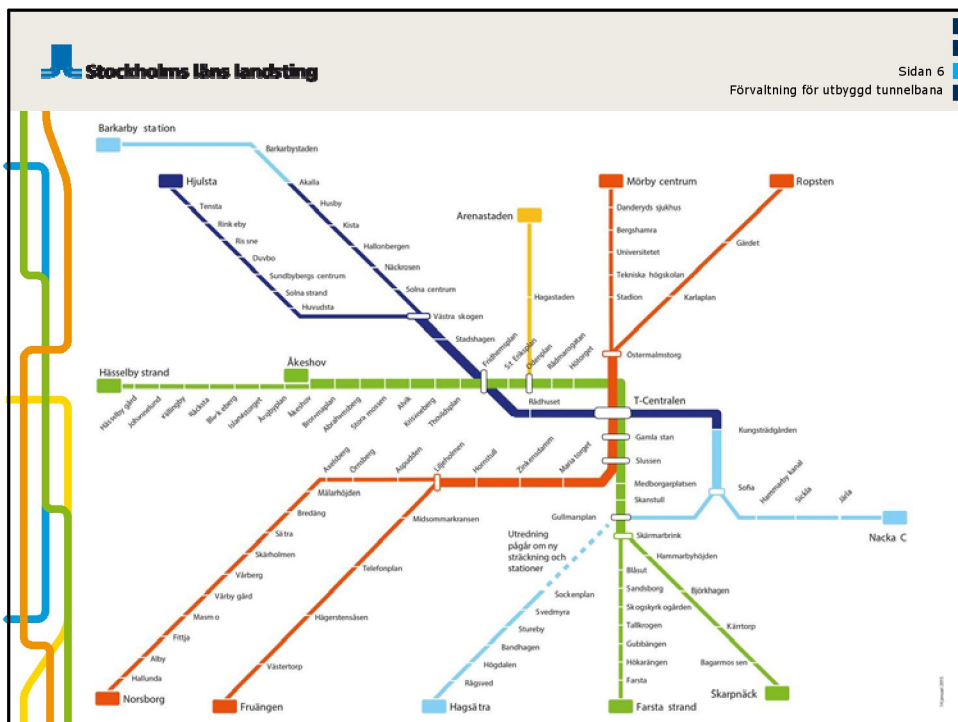 Stockholms läns landsting
Sidan 6
Förvaltning för utbyggd tunnelbana
Barkarby station
Barkarbystaden
Hjulsta
Akalla
Mörby centrum
Ropsten
Tensta
Husby
Danderyds sjukhus
Rinkeby
Kista
Arenastaden
Bergshamra
Rissne
Hallonbergen
Universitetet
Gärdet
Duvbo
Näckrosen
Tekniska högskolan
Sundbybergs centrum
Solna centrum
Hagastaden
Stadion
Karlaplan
Solna strand
Huvudsta
Västra skogen
Stadshagen
Fridhemsplan
S:t Eriksplan
Odenplan
Rådmansgatan
Hötorget
Östermalmstorg
Åkeshov
Hässelby strand
Hässelby gård
Johannelund
Vällingby
Råcksta
Blackeberg
Islandstorget
Ängbyplan
Åkeshov
Brommaplan
Abrahamsberg
Stora mossen
Alvik
Kristineberg
Thorildsplan
Rådhuset
T-Centralen
Kungsträdgården
Gamla stan
Slussen
Axelsberg
Örnsberg
Aspudden
Liljeholmen
Hornstull
Zinkensdamm
Mariatorget
Medborgarplatsen
Skanstull
Sofia
Hammarby kanal
Sickla
Järla
Mälarhöjden
Bredäng
Midsommarkransen
Gullmarsplan
Nacka C
Sätra
Utredning
pågår om ny
sträckning och
stationer
Skärmarbrink
Skärholmen
Hammarbyhöjden
Vårberg
Telefonplan
Blåsut
Vårby gård
Sockenplan
Sandsborg
Björkhagen
Masmo
Hägerstensåsen
Svedmyra
Skogskyrkogården
Fittja
Stureby
Tallkrogen
Kärrtorp
Alby
Bandhagen
Gubbängen
Västertorp
Högdalen
Hökarängen
Bagarmossen
Hallunda
Rågsved
Farsta
Norsborg
Fruängen
Hagsätra
Farsta strand
Skarpnäck